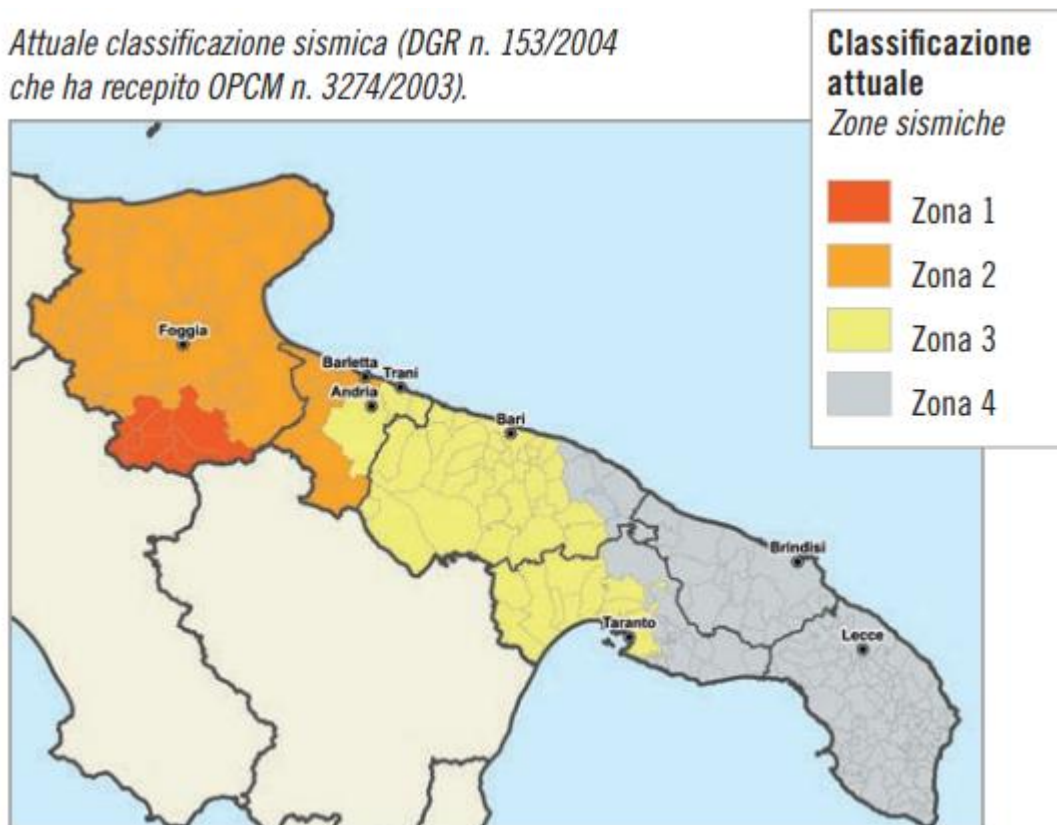 Attuale classificazione sismica (DGR n. 153/2004
che ha recepito OPCM n. 3274/2003).
Classificazione
attuale
Zone sismiche
Zona 1
Zona 2
Zona 3
Zona 4
Foggia
Barletta
Trani
Andria
Bari
Brindisi
Taranto
Lecce